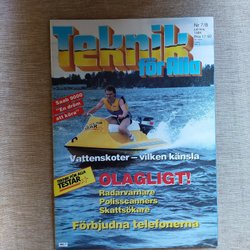 Nr 7/8
Teknik
för Alla
Saab 9000
"En dröm
att köra"
Vattenskoter – vilken känsla
TESTAR
OLAGLIGT!
Radarvarnare
Polisscanners
Skattsökare
Förbjudna telefonerna